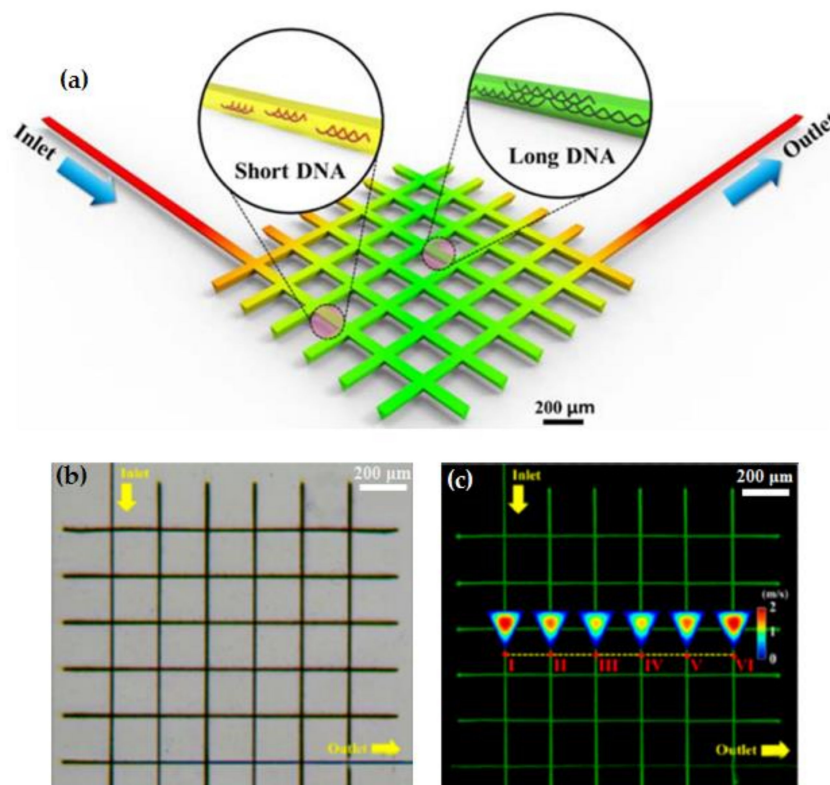 (a)
Inlet
Short DNA
Long DNA
Outlet
200 μm
(b)
Inlet
200 μm
Outlet
(c)
Inlet
200 μm
(m/s)
2
1
0
I II III IV V VI
Outlet